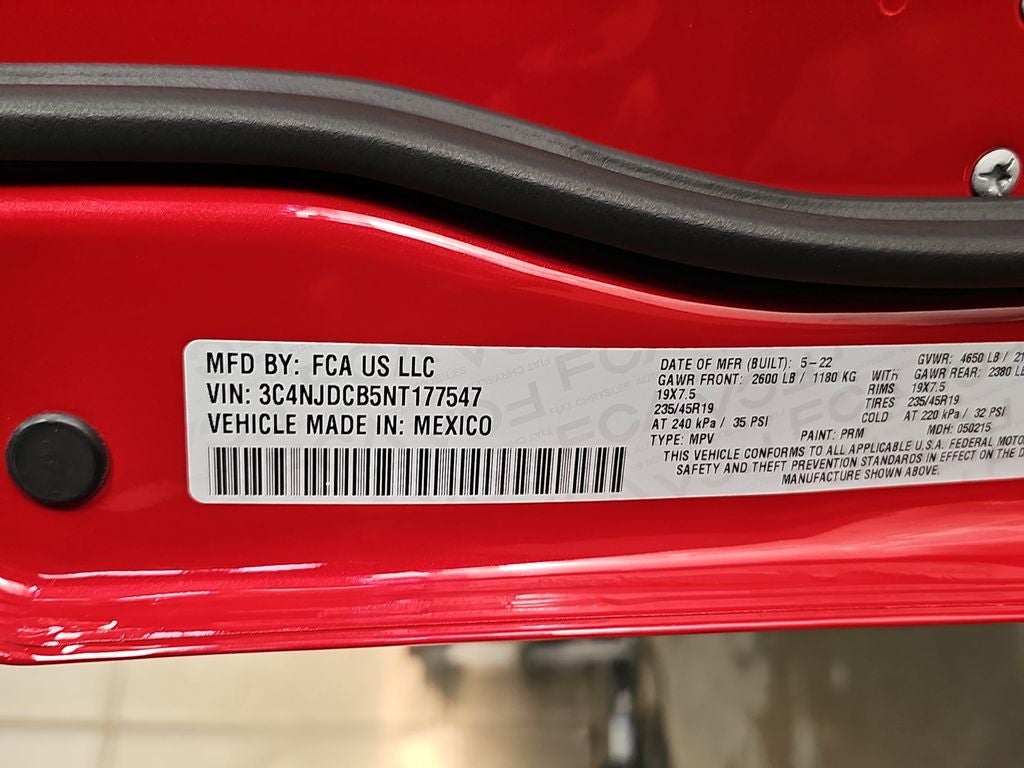 MFD BY: FCA US LLC
VIN: 3C4NJDCB5NT177547
VEHICLE MADE IN: MEXICO
DATE OF MFR (BUILT): 5-22 GVWR: 4650 LB /
GAWR FRONT: 2600 LB / 1180 KG WITH GAWR REAR: 2380 LB
19X7.5 RIMS 19X7.5
235/45R19 TIRES 235/45R19
AT 240 kPa / 35 PSI COLD AT 220 kPa / 32 PSI
TYPE: MPV PAINT: PRM MDH: 050215
THIS VEHICLE CONFORMS TO ALL APPLICABLE U.S.A. FEDERAL
SAFETY AND THEFT PREVENTION STANDARDS IN EFFECT ON THE
MANUFACTURE SHOWN ABOVE.